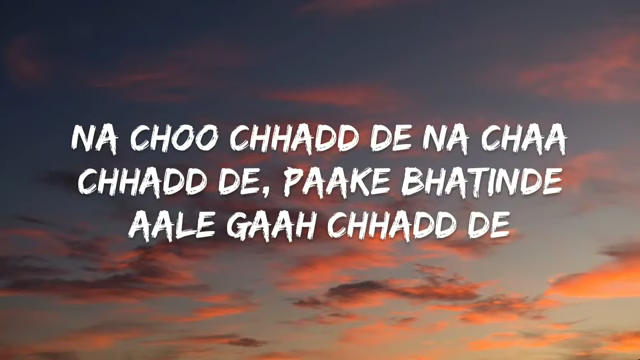 NA CHOO CHHADD DE NA CHAA
CHHADD DE, PAAKE BHATINDE
AALE GAAH CHHADD DE